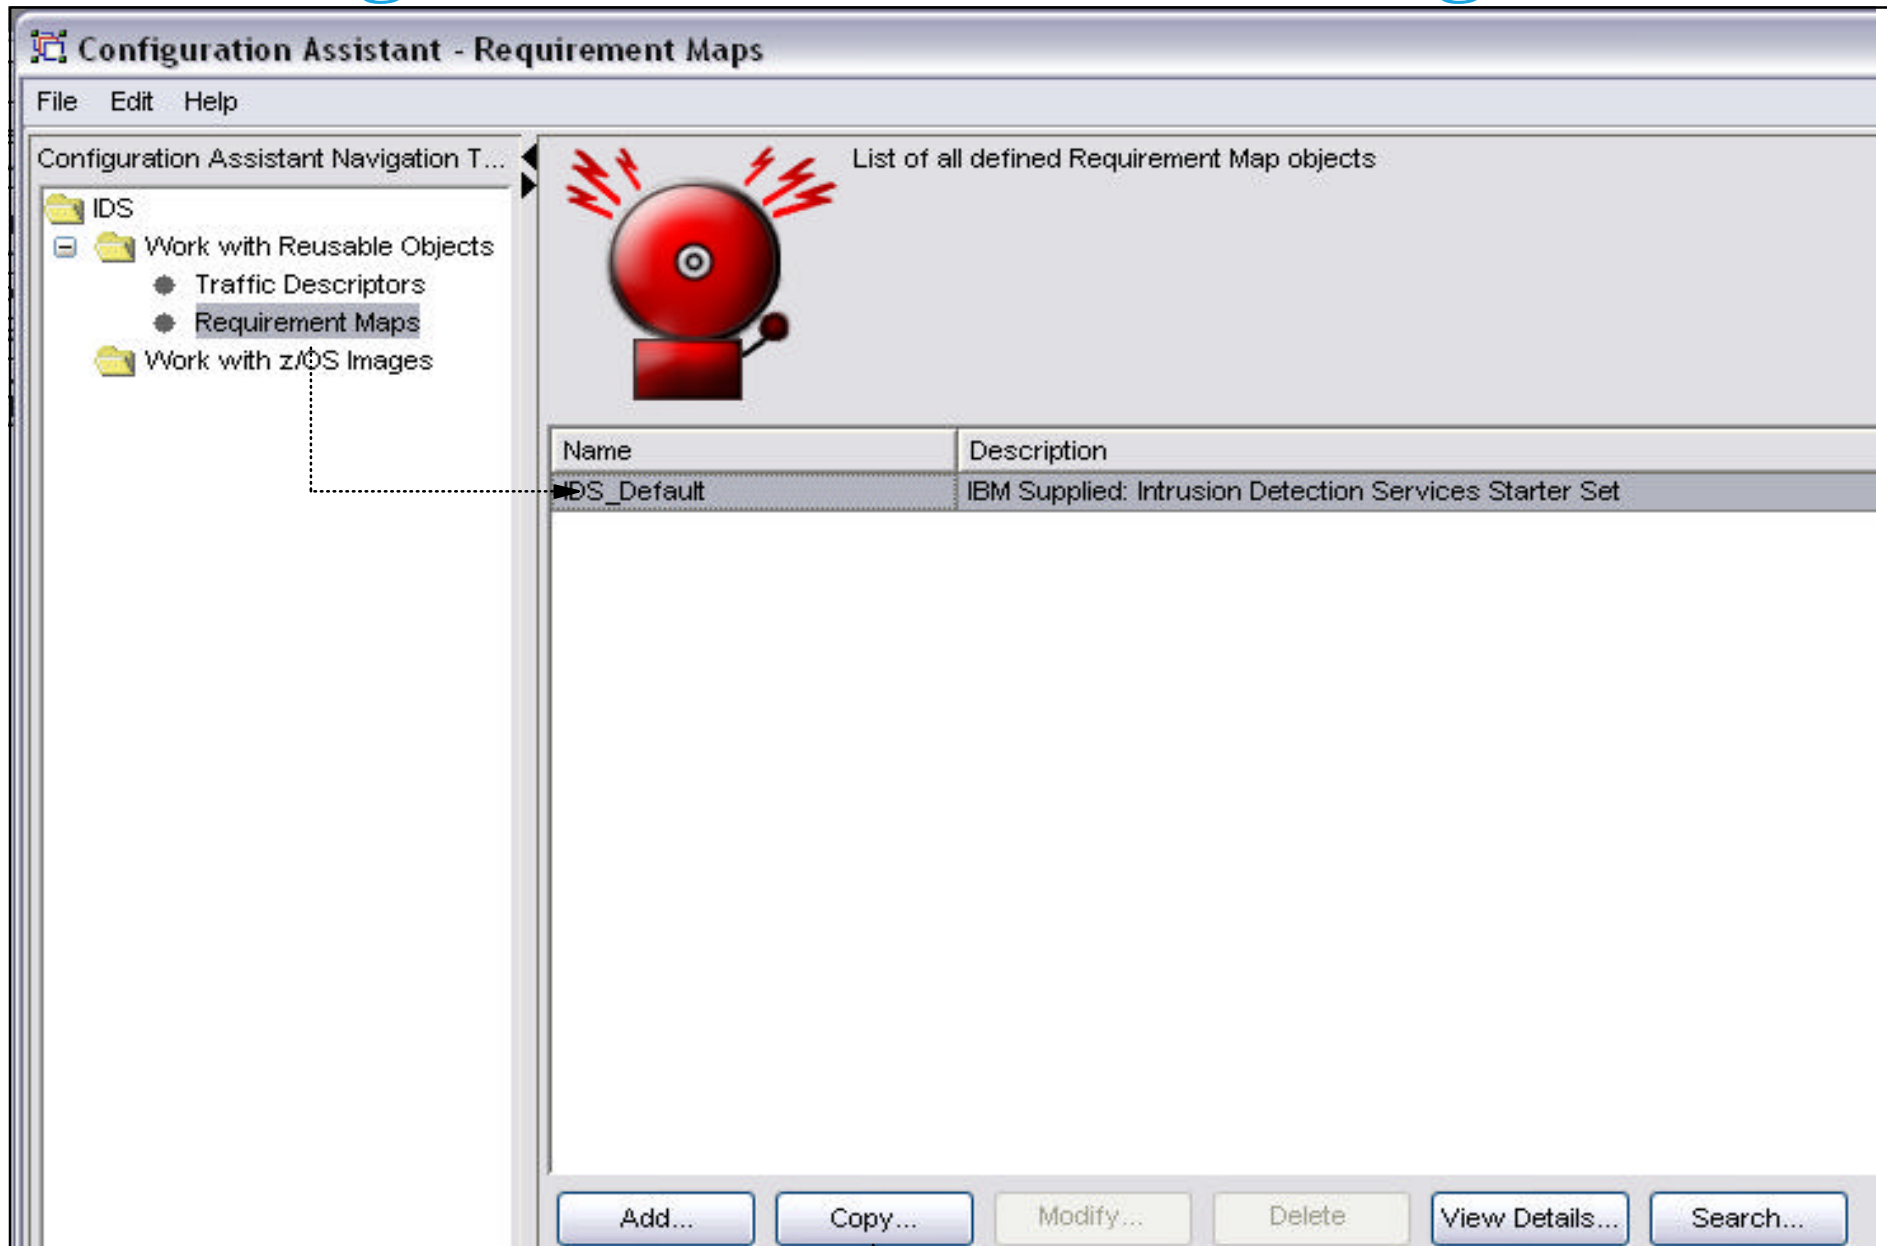 Configuration Assistant - Requirement Maps
File Edit Help
Configuration Assistant Navigation T...
IDS
Work with Reusable Objects
Traffic Descriptors
Requirement Maps
Work with z/OS Images
List of all defined Requirement Map objects
Name Description
IDS_Default IBM Supplied: Intrusion Detection Services Starter Set
Add... Copy... Modify... Delete View Details... Search...